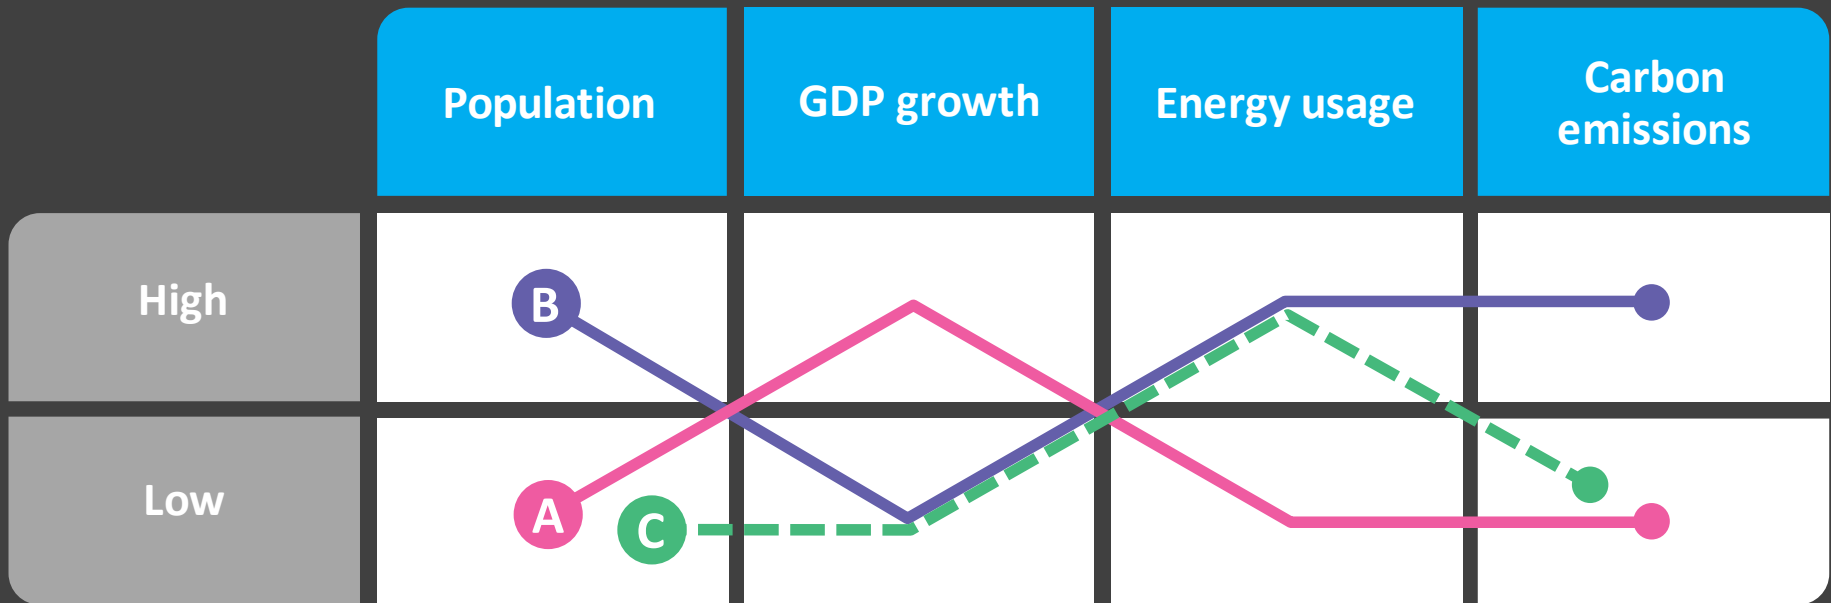 Population
GDP growth
Energy usage
Carbon
emissions
High
B
Low
A
C